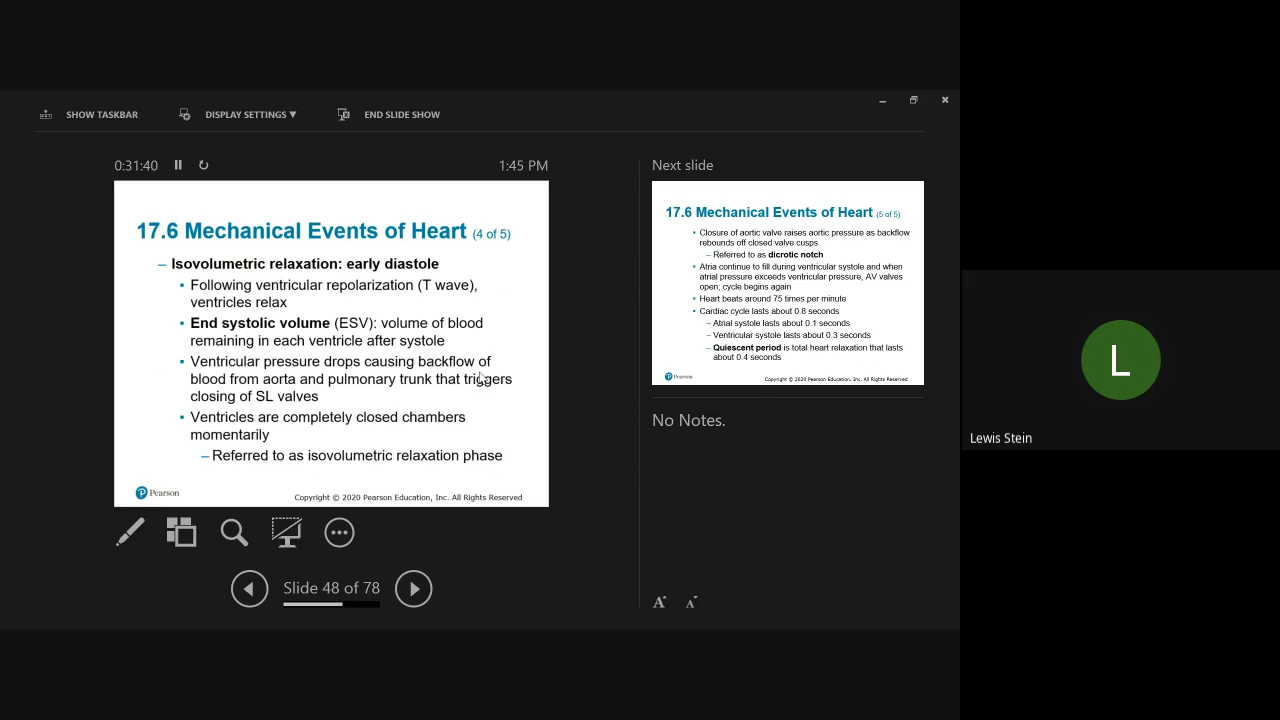 SHOW TASKBAR
DISPLAY SETTINGS ▼
END SLIDE SHOW
0:31:40
1:45 PM
17.6 Mechanical Events of Heart (4 of 5)
– Isovolumetric relaxation: early diastole
▪ Following ventricular repolarization (T wave),
ventricles relax
▪ End systolic volume (ESV): volume of blood
remaining in each ventricle after systole
▪ Ventricular pressure drops causing backflow of
blood from aorta and pulmonary trunk that triggers
closing of SL valves
▪ Ventricles are completely closed chambers
momentarily
– Referred to as isovolumetric relaxation phase
P Pearson
Copyright © 2020 Pearson Education, Inc. All Rights Reserved
Slide 48 of 78
Next slide
17.6 Mechanical Events of Heart (5 of 5)
• Closure of aortic valve raises aortic pressure as backflow
rebounds off closed valve cusps
– Referred to as dicrotic notch
• Atria continue to fill during ventricular systole and when
atrial pressure exceeds ventricular pressure, AV valves
open; cycle begins again
• Heart beats around 75 times per minute
• Cardiac cycle lasts about 0.8 seconds
– Atrial systole lasts about 0.1 seconds
– Ventricular systole lasts about 0.3 seconds
– Quiescent period is total heart relaxation that lasts
about 0.4 seconds
P Pearson
Copyright © 2020 Pearson Education, Inc. All Rights Reserved
No Notes.
A A
L
Lewis Stein